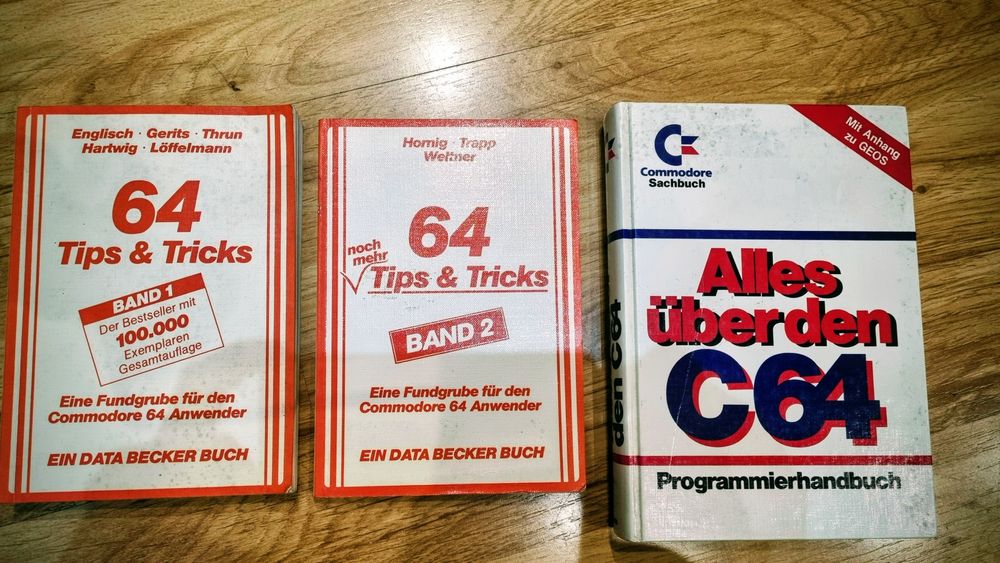 Englisch · Gerits · Thrun
Hartwig · Löffelmann
64
Tips & Tricks
BAND 1
Der Bestseller mit
100.000
Exemplaren
Gesamtauflage
Eine Fundgrube für den
Commodore 64 Anwender
EIN DATA BECKER BUCH
Hornig · Trapp
Weltner
64
noch
mehr
Tips & Tricks
BAND 2
Eine Fundgrube für den
Commodore 64 Anwender
EIN DATA BECKER BUCH
den C64
Commodore
Sachbuch
Mit Anhang
zu GEOS
Alles
über den
C64
Programmierhandbuch